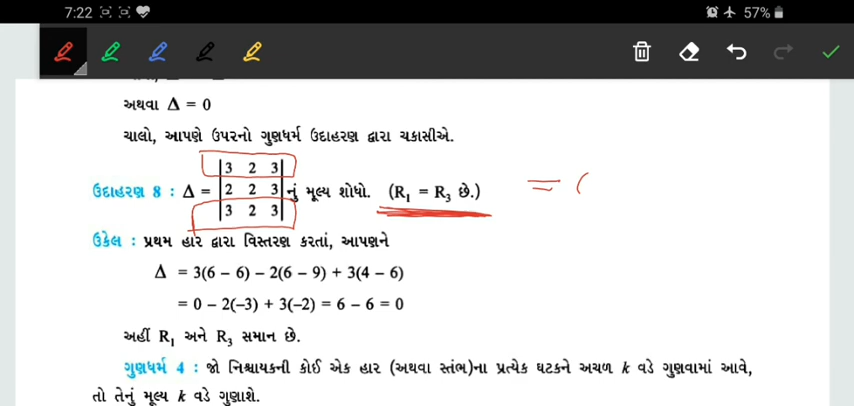 7:22 57%
અથવા Δ = 0
ચાલો, આપણે ઉપરનો ગુણધર્મ ઉદાહરણ દ્વારા ચકાસીએ.
ઉદાહરણ 8 : Δ = |3 2 3|
|2 2 3| નું મૂલ્ય શોધો. (R₁ = R₃ છે.) =
|3 2 3|
ઉકેલ : પ્રથમ હાર દ્વારા વિસ્તરણ કરતાં, આપણને
Δ = 3(6 – 6) – 2(6 – 9) + 3(4 – 6)
= 0 – 2(–3) + 3(–2) = 6 – 6 = 0
અહીં R₁ અને R₃ સમાન છે.
ગુણધર્મ 4 : જો નિશ્ચાયકની કોઈ એક હાર (અથવા સ્તંભ)ના પ્રત્યેક ઘટકને અચળ k વડે ગુણવામાં આવે,
તો તેનું મૂલ્ય k વડે ગુણાશે.